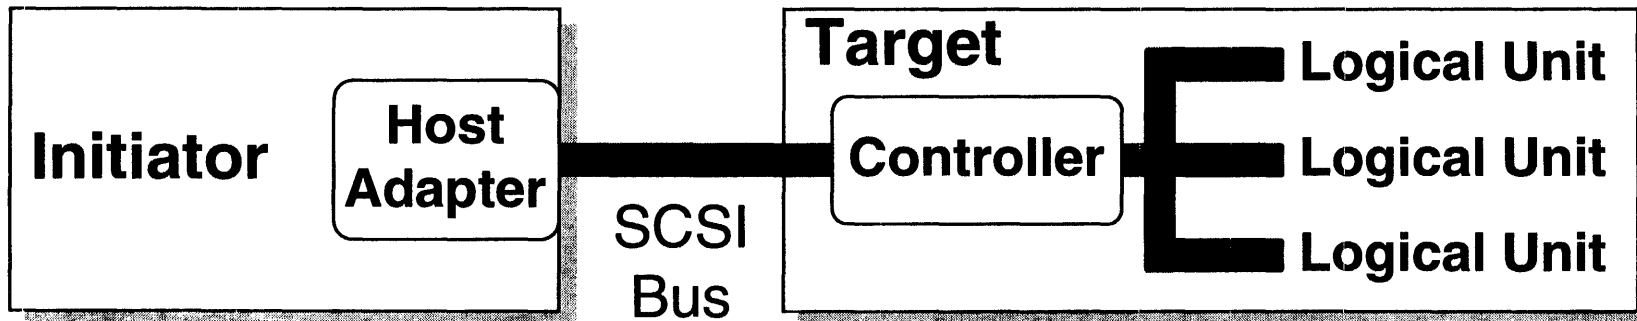 Initiator
Host
Adapter
SCSI
Bus
Target
Controller
Logical Unit
Logical Unit
Logical Unit